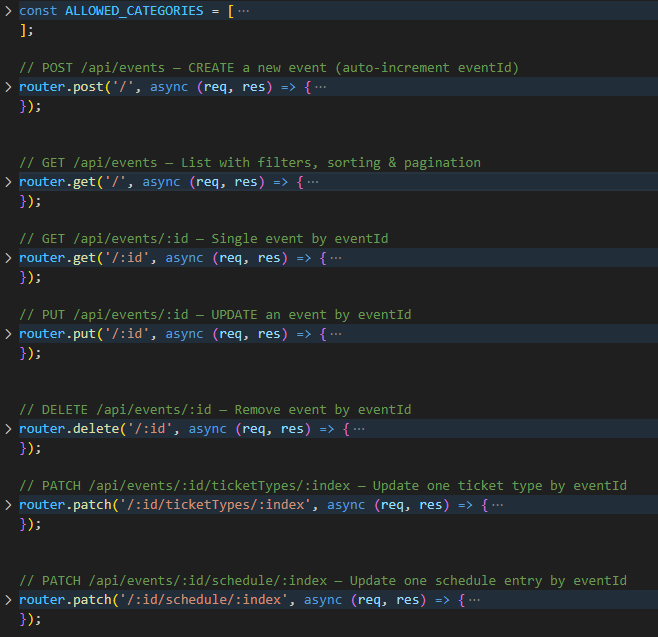 const ALLOWED_CATEGORIES = [ ···
];
// POST /api/events — CREATE a new event (auto-increment eventId)
router.post('/', async (req, res) => { ···
});
// GET /api/events — List with filters, sorting & pagination
router.get('/', async (req, res) => { ···
});
// GET /api/events/:id — Single event by eventId
router.get('/:id', async (req, res) => { ···
});
// PUT /api/events/:id — UPDATE an event by eventId
router.put('/:id', async (req, res) => { ···
});
// DELETE /api/events/:id — Remove event by eventId
router.delete('/:id', async (req, res) => { ···
});
// PATCH /api/events/:id/ticketTypes/:index — Update one ticket type by eventId
router.patch('/:id/ticketTypes/:index', async (req, res) => { ···
});
// PATCH /api/events/:id/schedule/:index — Update one schedule entry by eventId
router.patch('/:id/schedule/:index', async (req, res) => { ···
});